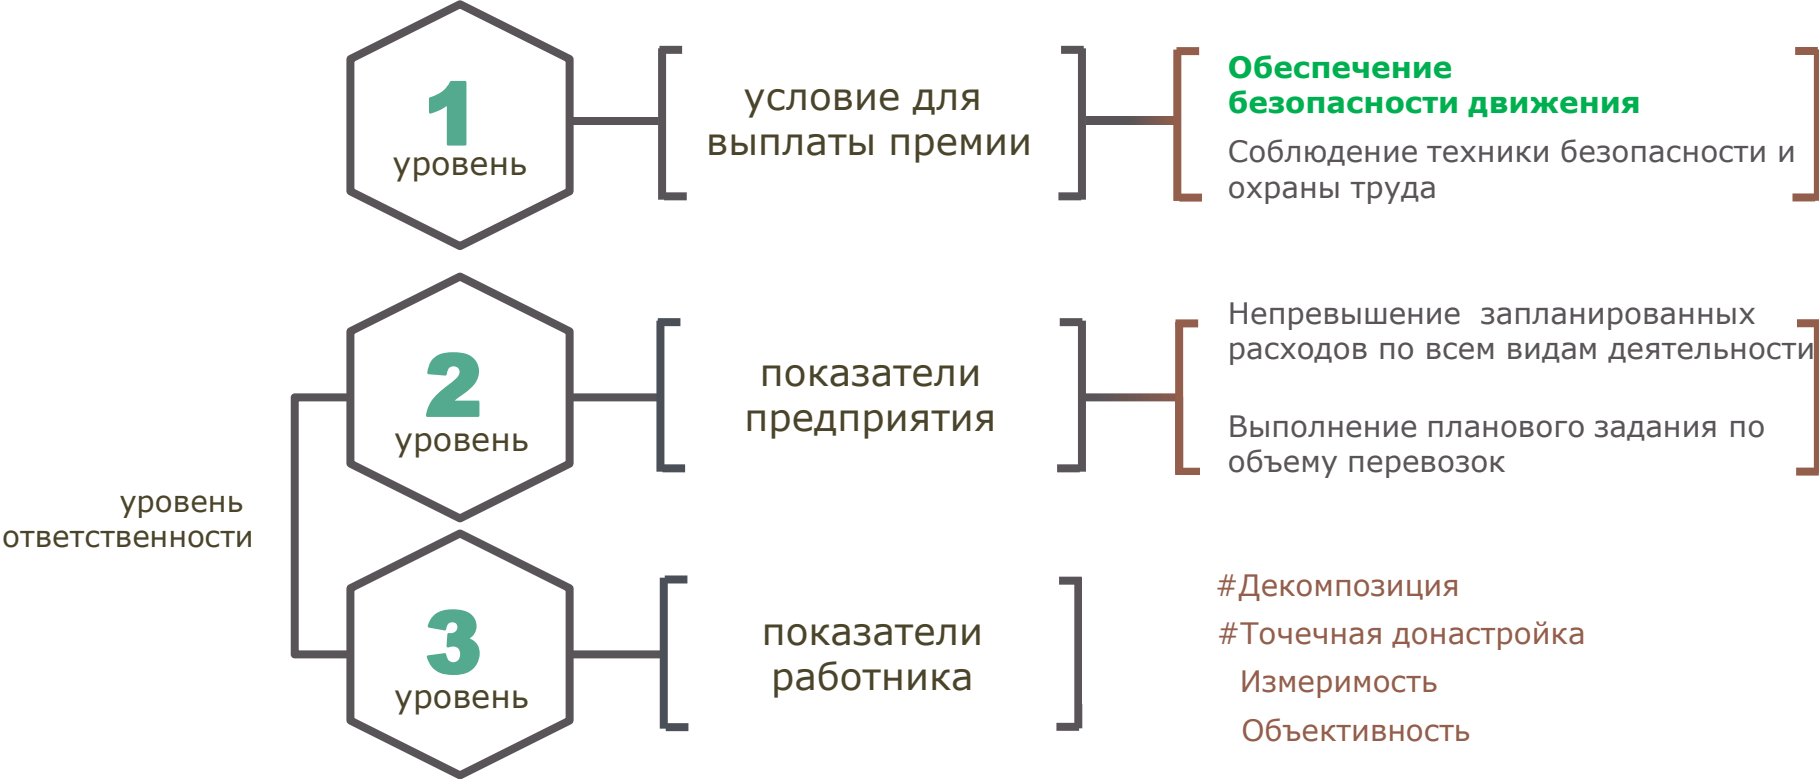 1
уровень
условие для
выплаты премии
Обеспечение
безопасности движения
Соблюдение техники безопасности и
охраны труда
2
уровень
показатели
предприятия
Непревышение запланированных
расходов по всем видам деятельности
Выполнение планового задания по
объему перевозок
уровень
ответственности
3
уровень
показатели
работника
#Декомпозиция
#Точечная донастройка
Измеримость
Объективность